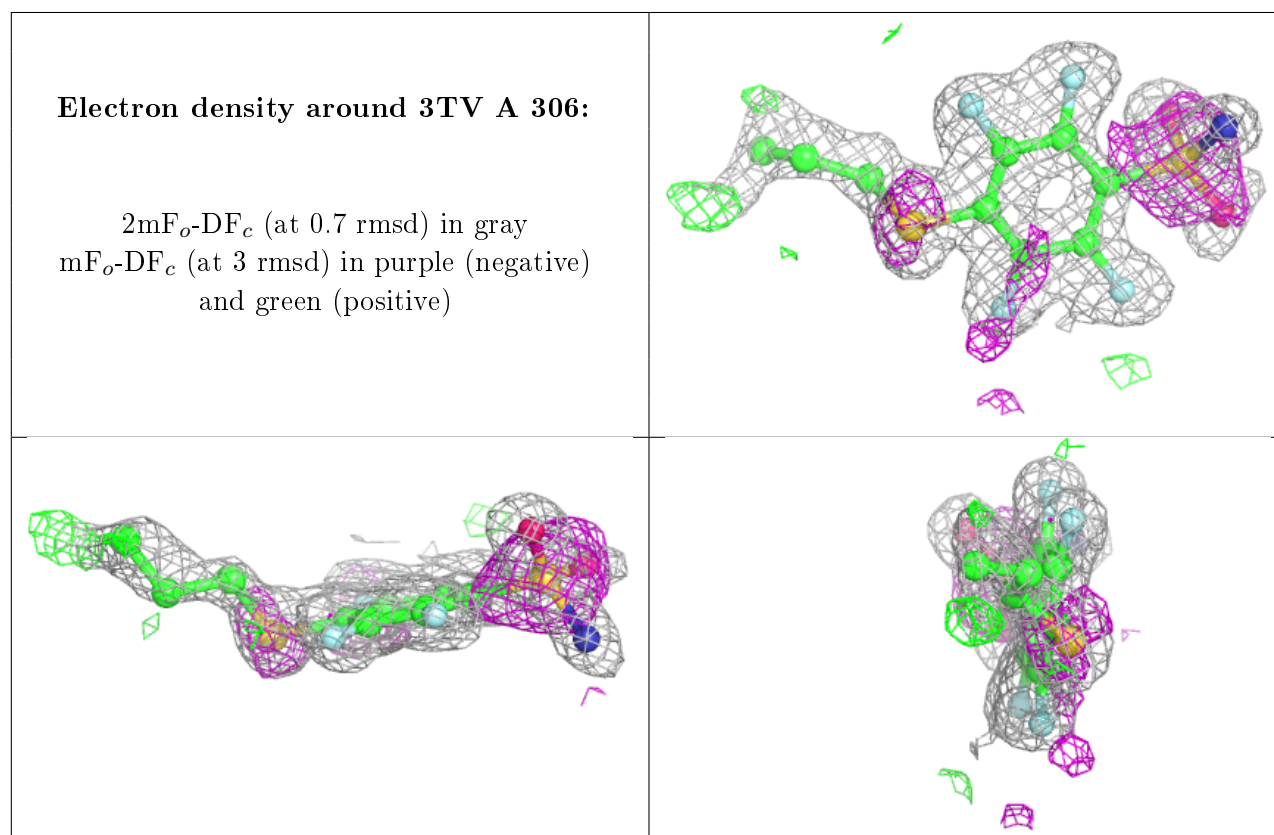 Electron density around 3TV A 306:
2mFo-DFc (at 0.7 rmsd) in gray
mFo-DFc (at 3 rmsd) in purple (negative)
and green (positive)